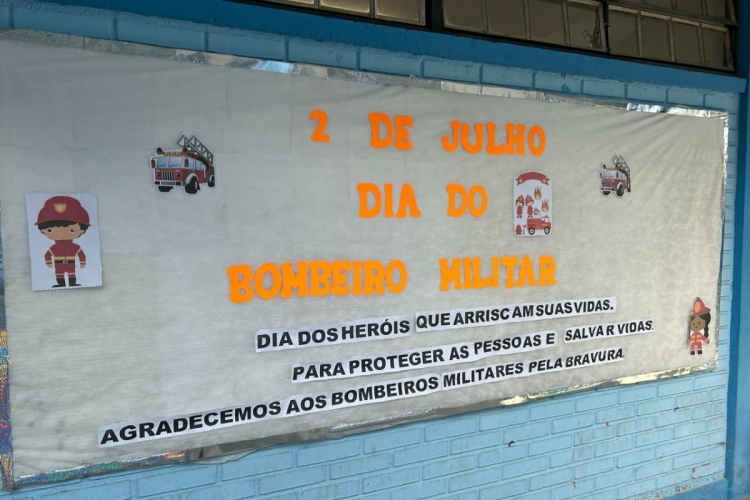 2 DE JULHO
DIA DO
BOMBEIRO MILITAR
DIA DOS HERÓIS QUE ARRISCAM SUAS VIDAS.
PARA PROTEGER AS PESSOAS E SALVAR VIDAS.
AGRADECEMOS AOS BOMBEIROS MILITARES PELA BRAVURA.